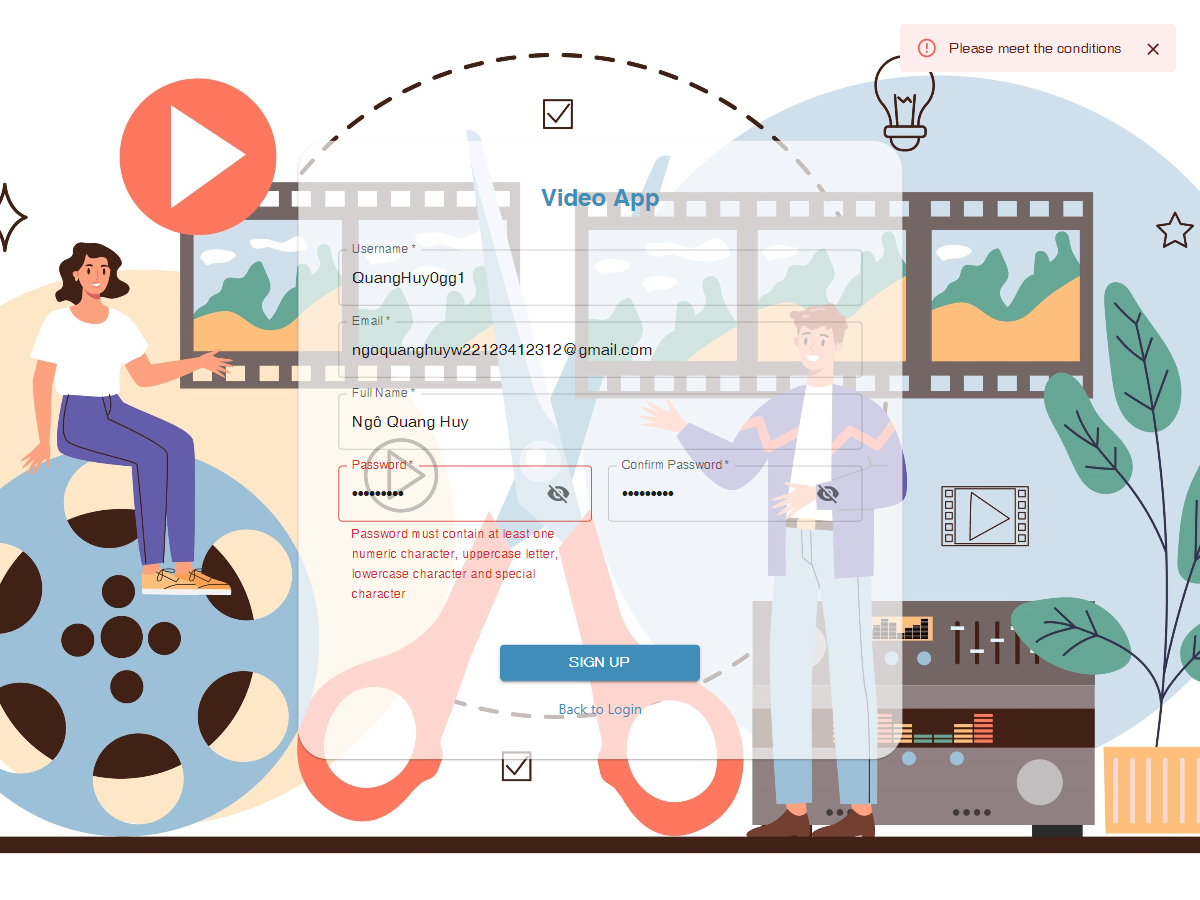 Please meet the conditions
Video App
Username *
QuangHuy0gg1
Email *
ngoquanghuyw22123412312@gmail.com
Full Name *
Ngô Quang Huy
Password *
•••••••••
Confirm Password *
•••••••••
Password must contain at least one
numeric character, uppercase letter,
lowercase character and special
character
SIGN UP
Back to Login